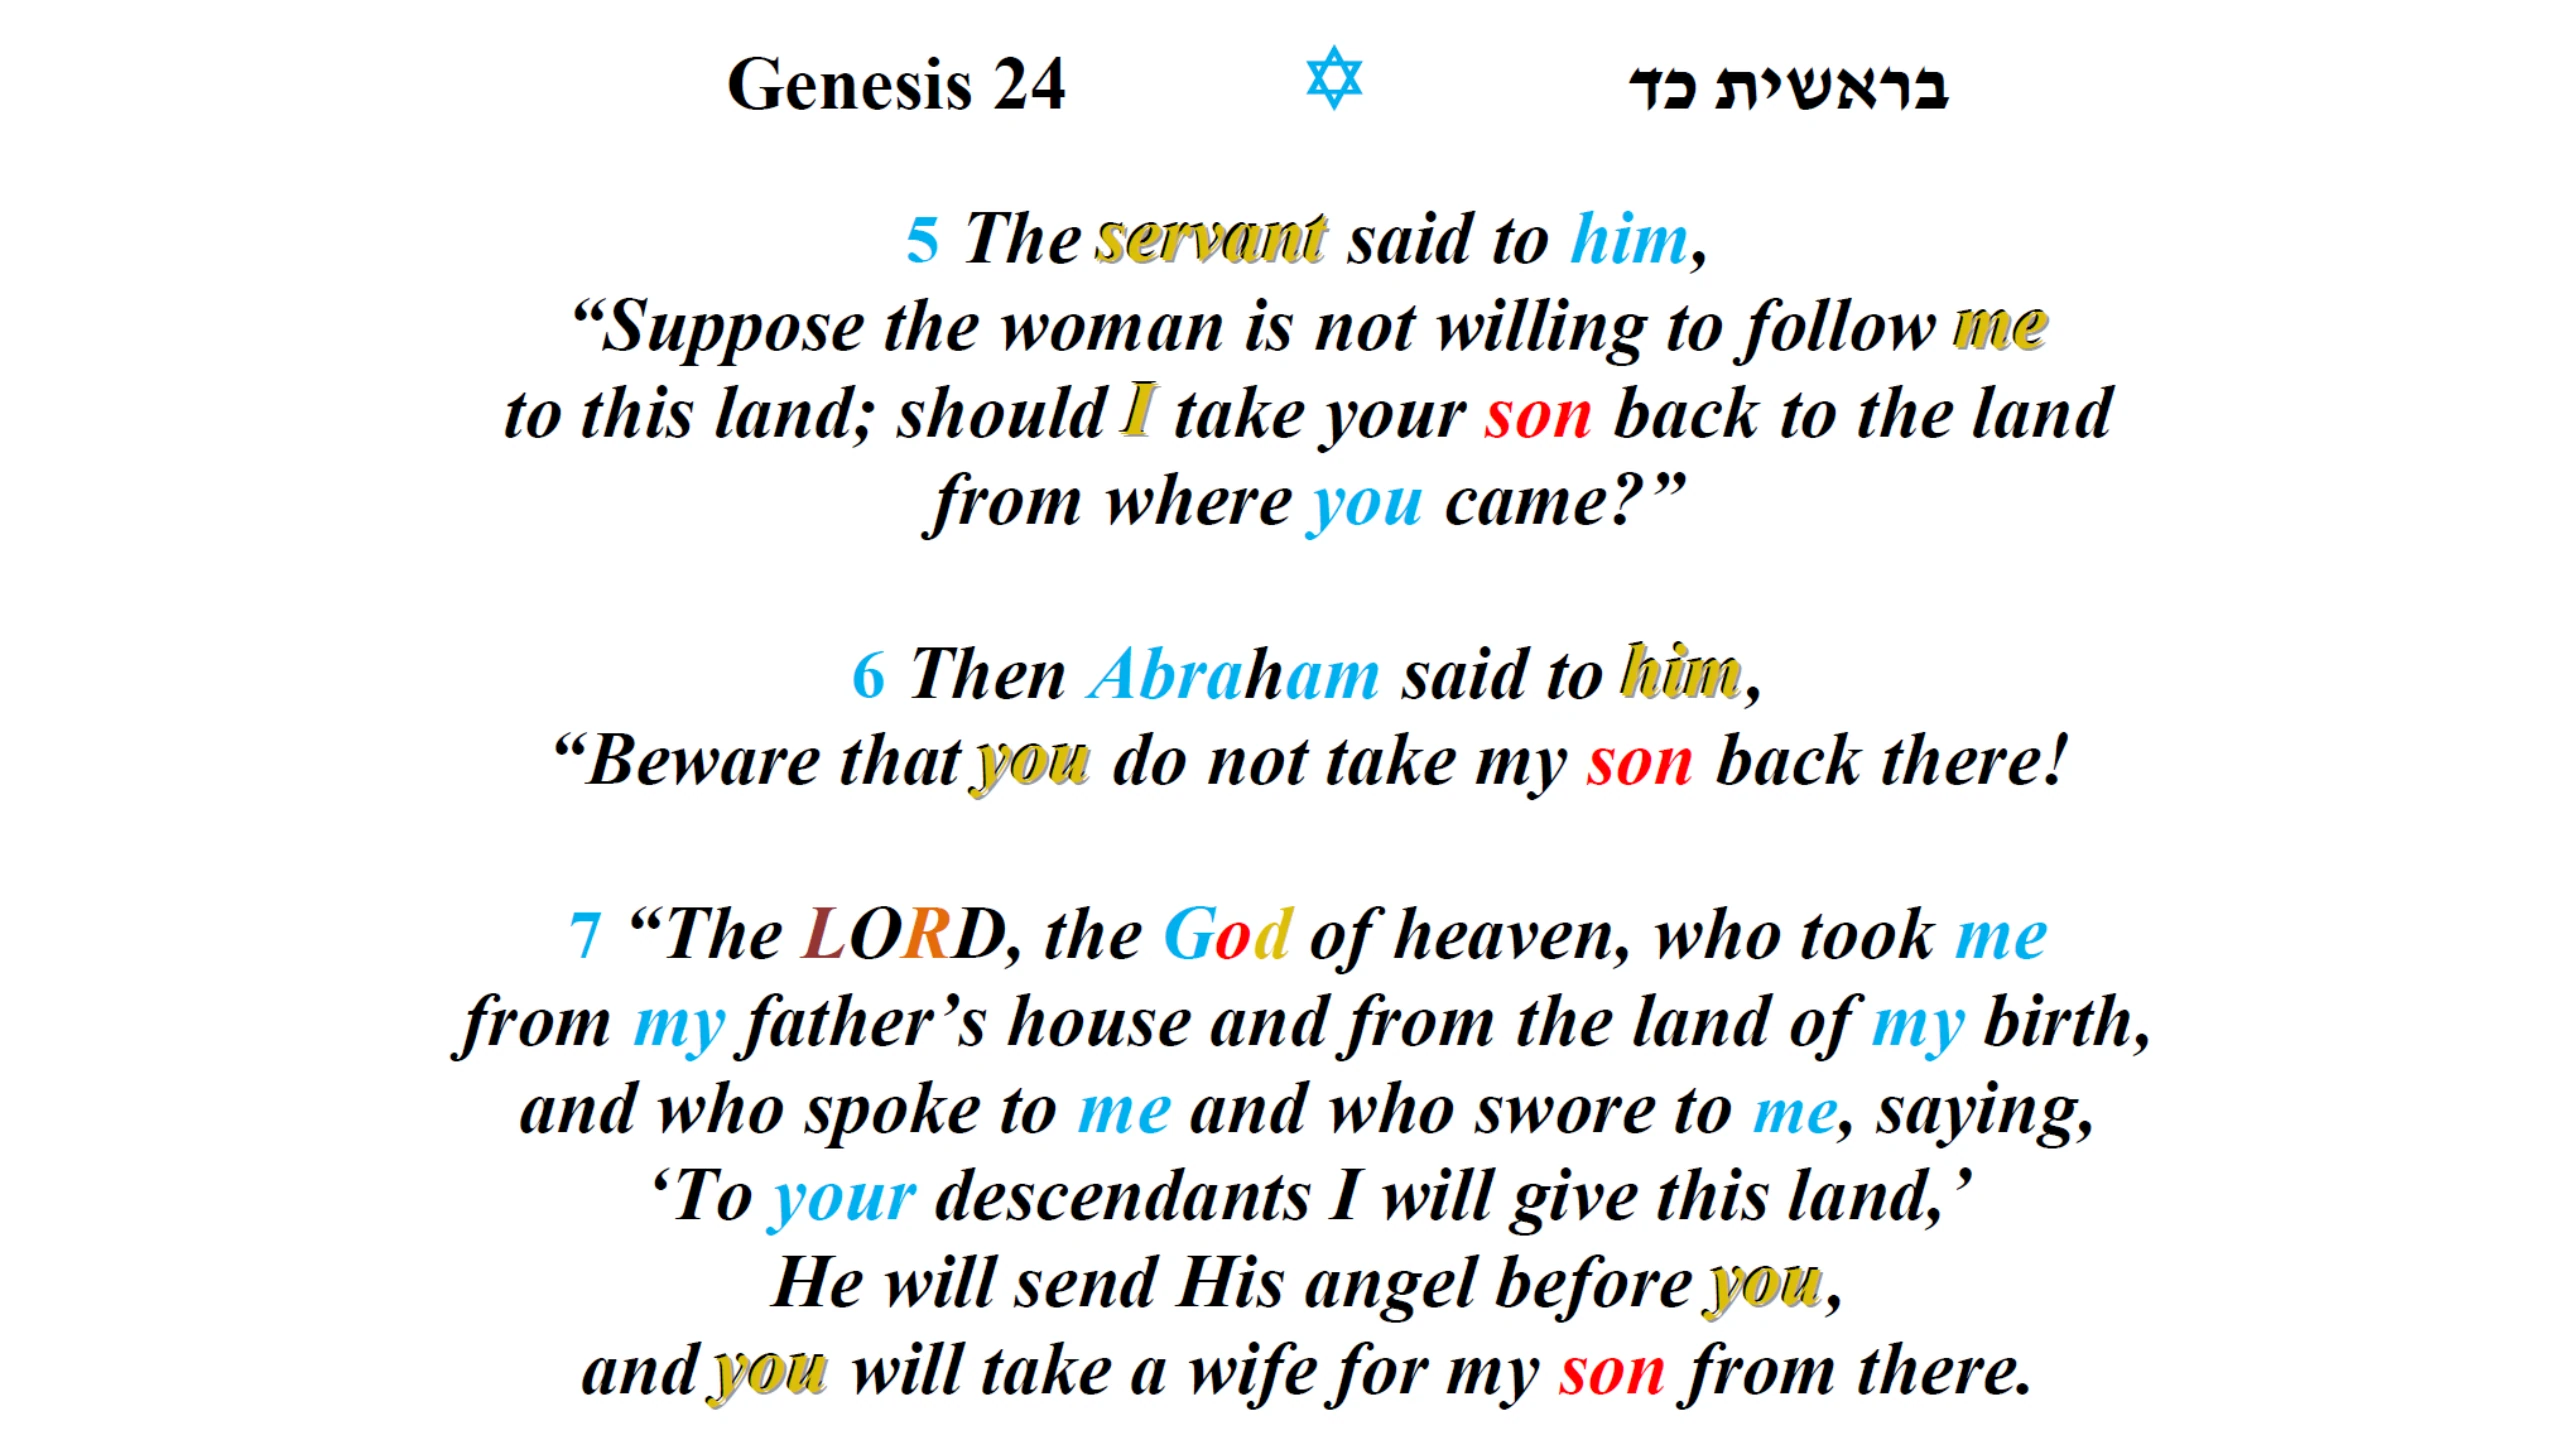 Genesis 24 ✡ בראשית כד
5 The servant said to him,
“Suppose the woman is not willing to follow me
to this land; should I take your son back to the land
from where you came?”
6 Then Abraham said to him,
“Beware that you do not take my son back there!
7 “The LORD, the God of heaven, who took me
from my father’s house and from the land of my birth,
and who spoke to me and who swore to me, saying,
‘To your descendants I will give this land,’
He will send His angel before you,
and you will take a wife for my son from there.